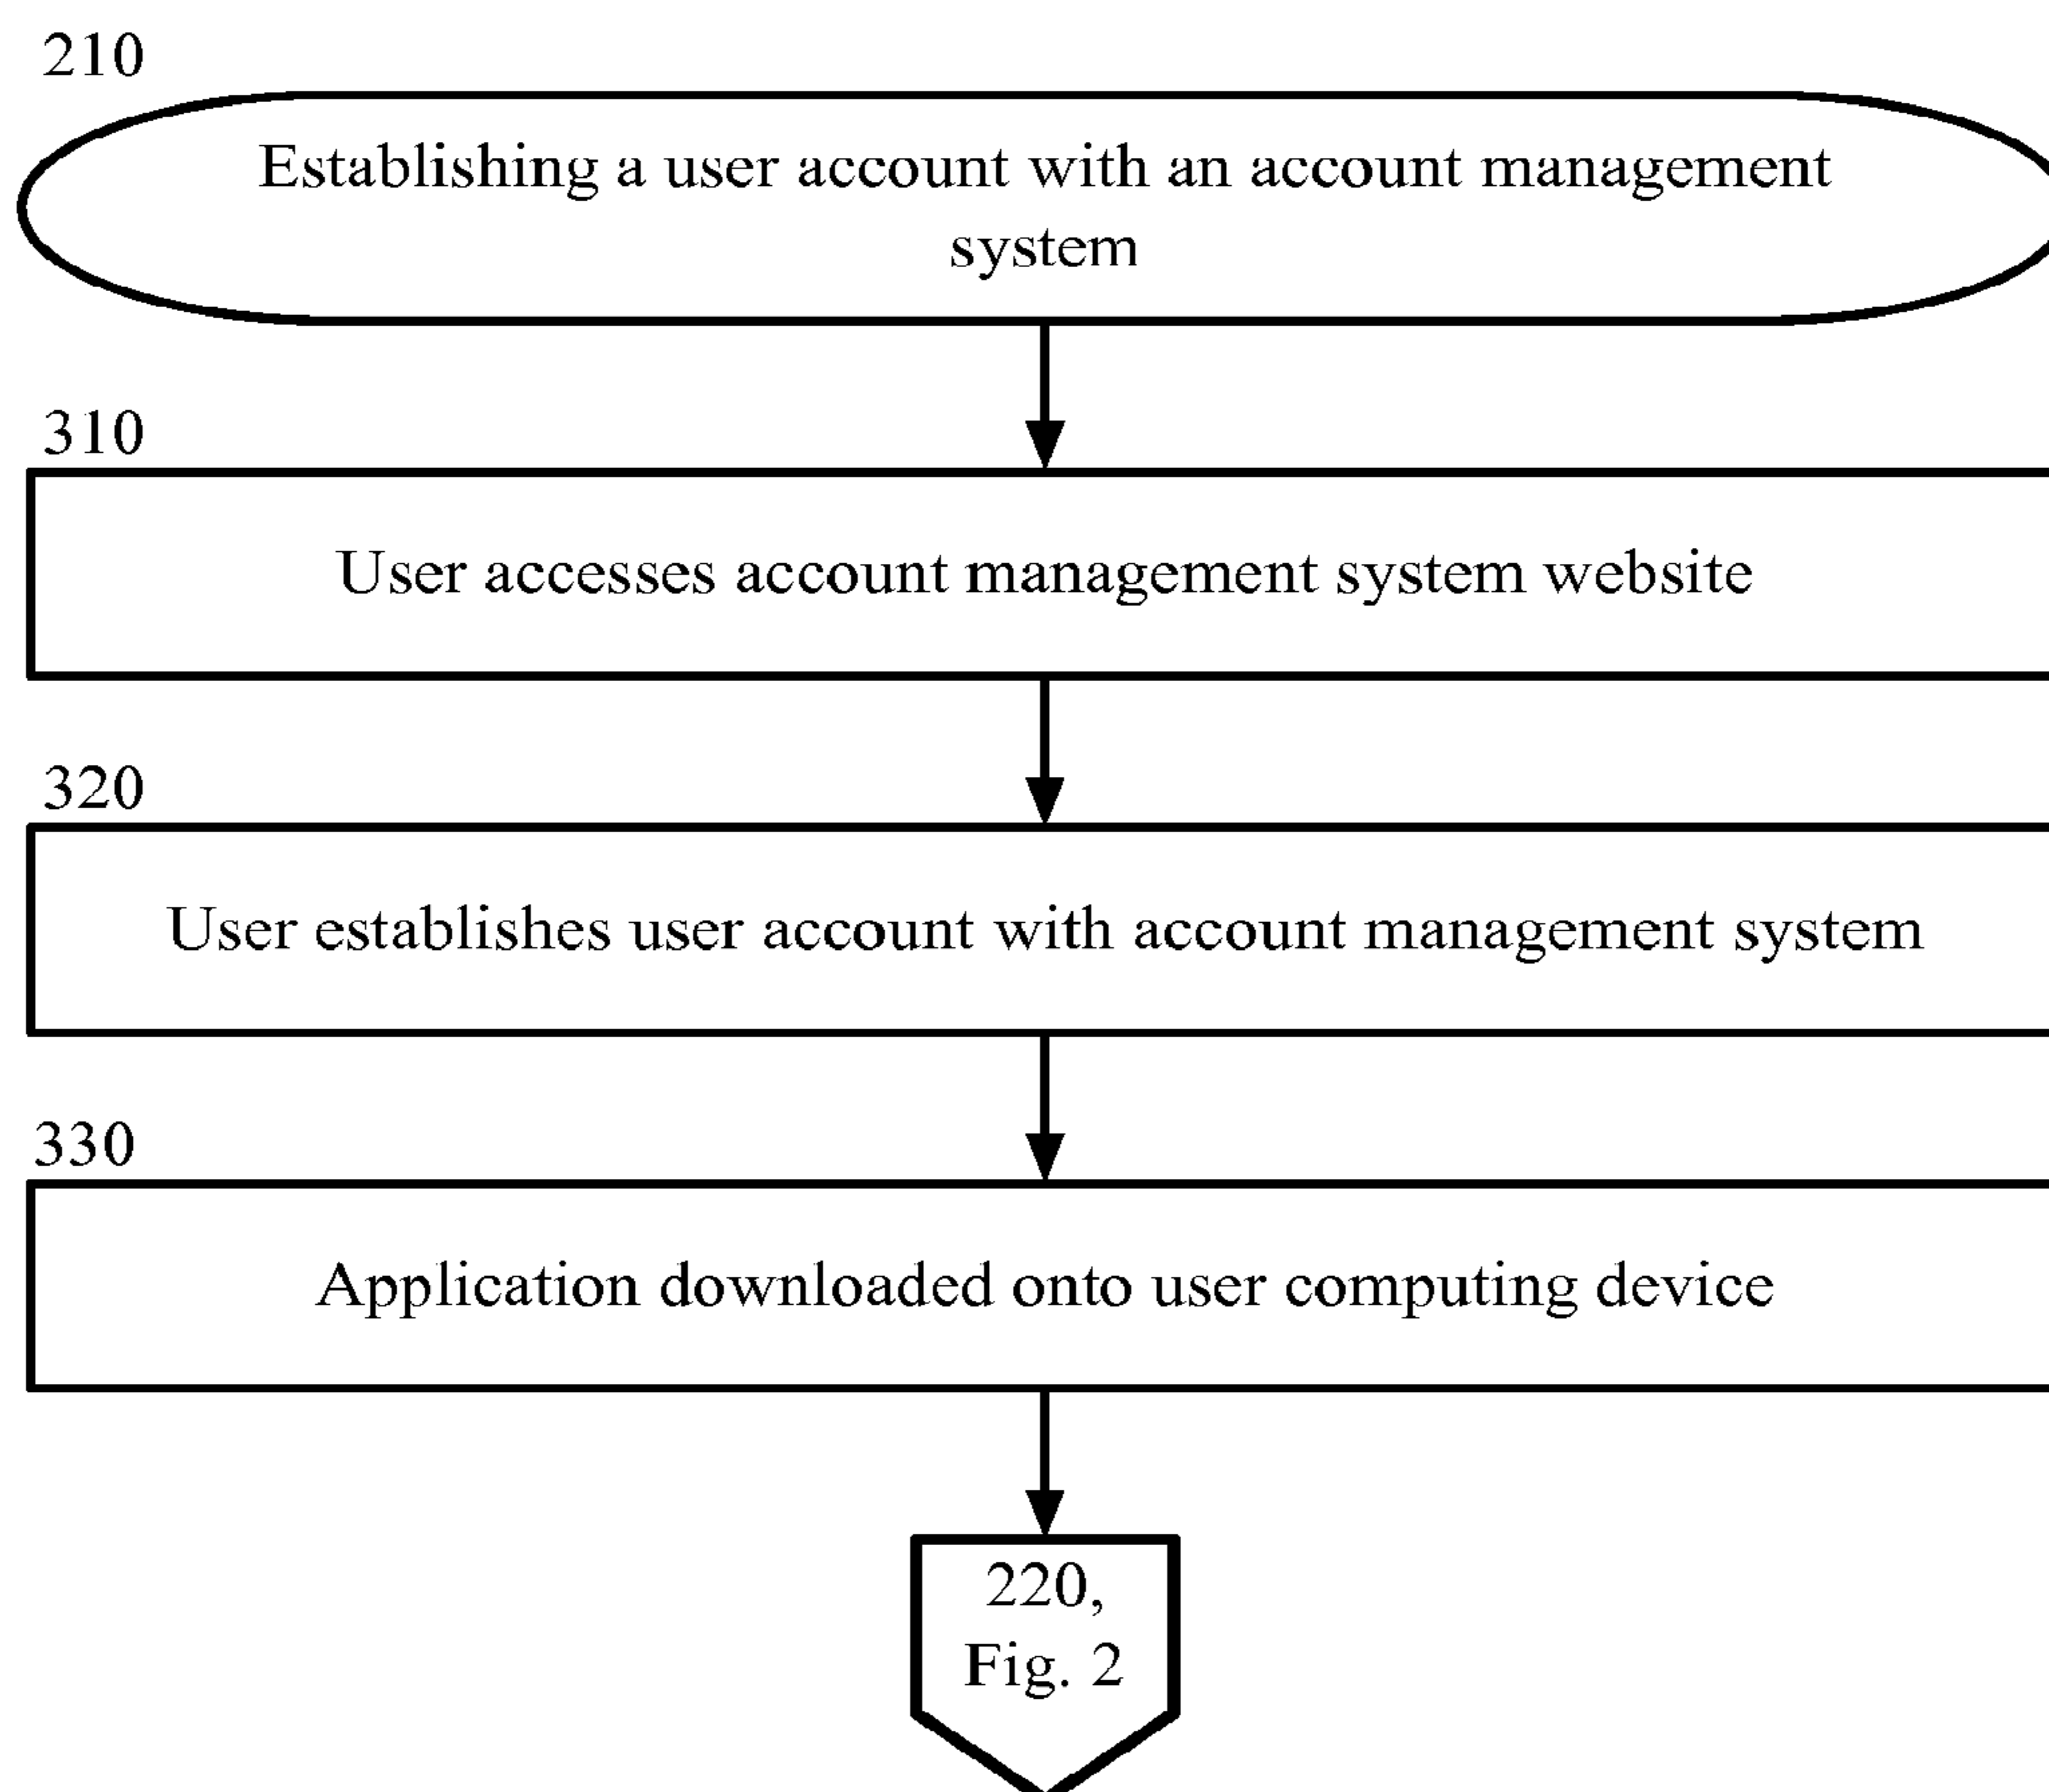 210
Establishing a user account with an account management
system
310
User accesses account management system website
320
User establishes user account with account management system
330
Application downloaded onto user computing device
220,
Fig. 2